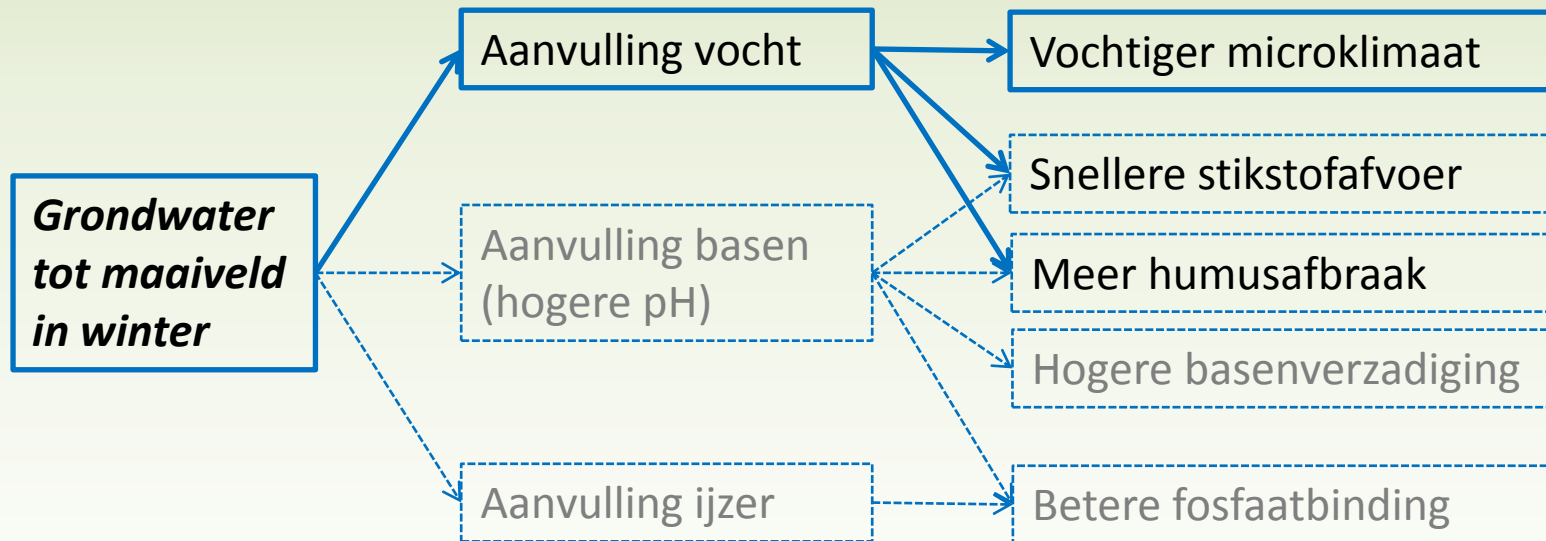 Grondwater
tot maaiveld
in winter
Aanvulling vocht
Aanvulling basen
(hogere pH)
Aanvulling ijzer
Vochtiger microklimaat
Snellere stikstofafvoer
Meer humusafbraak
Hogere basenverzadiging
Betere fosfaatbinding